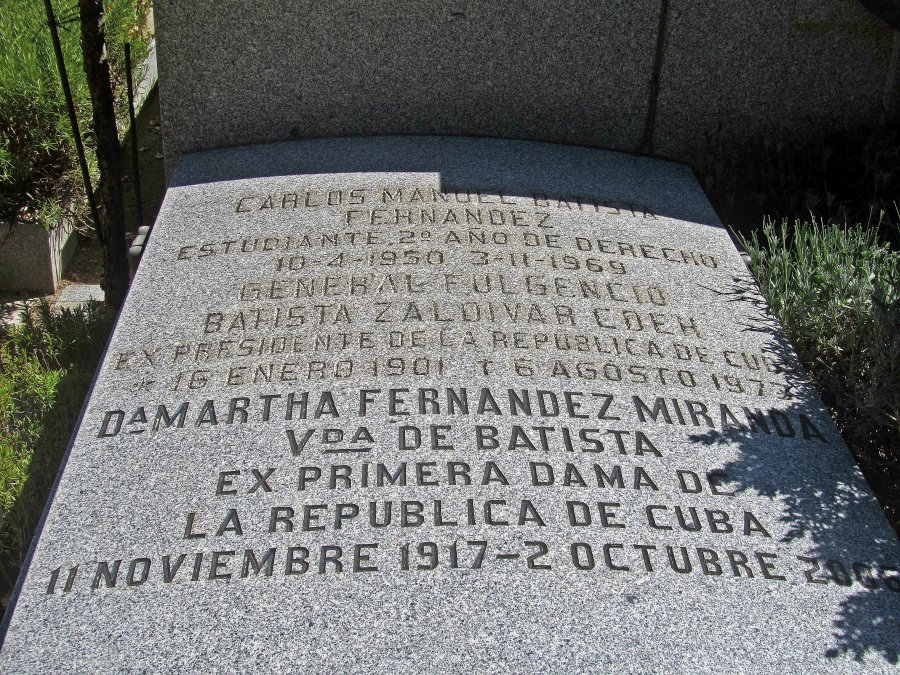 CARLOS MANUEL BATISTA
FERNANDEZ
ESTUDIANTE 2º AÑO DE DERECHO
10-4-1950 3-11-1969
GENERAL FULGENCIO
BATISTA ZALDIVAR
EX PRESIDENTE DE LA REPUBLICA DE CUBA
* 16 ENERO 1901 † 6 AGOSTO 1977
Dª MARTHA FERNANDEZ MIRANDA
VDA DE BATISTA
EX PRIMERA DAMA DE
LA REPUBLICA DE CUBA
11 NOVIEMBRE 1917-2 OCTUBRE 2006